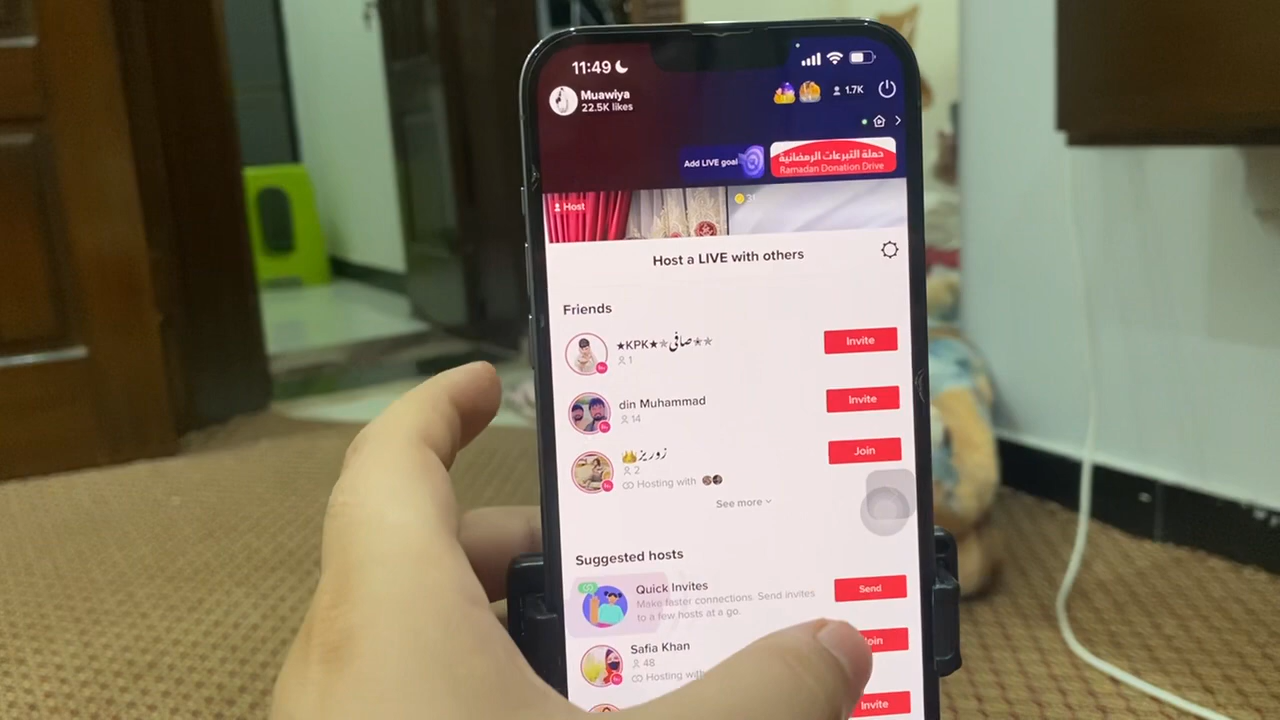 11:49
Muawiya
22.5K likes
1.7K
Add LIVE goal
حملة التبرعات الرمضانية
Ramadan Donation Drive
Host
31
Host a LIVE with others
Friends
★KPK★✯صافی✯✯
1
Invite
din Muhammad
14
Invite
زوریز
2
Hosting with
Join
See more
Suggested hosts
Quick Invites
Make faster connections. Send invites
to a few hosts at a go.
Send
Safia Khan
48
Hosting with
Join
Invite